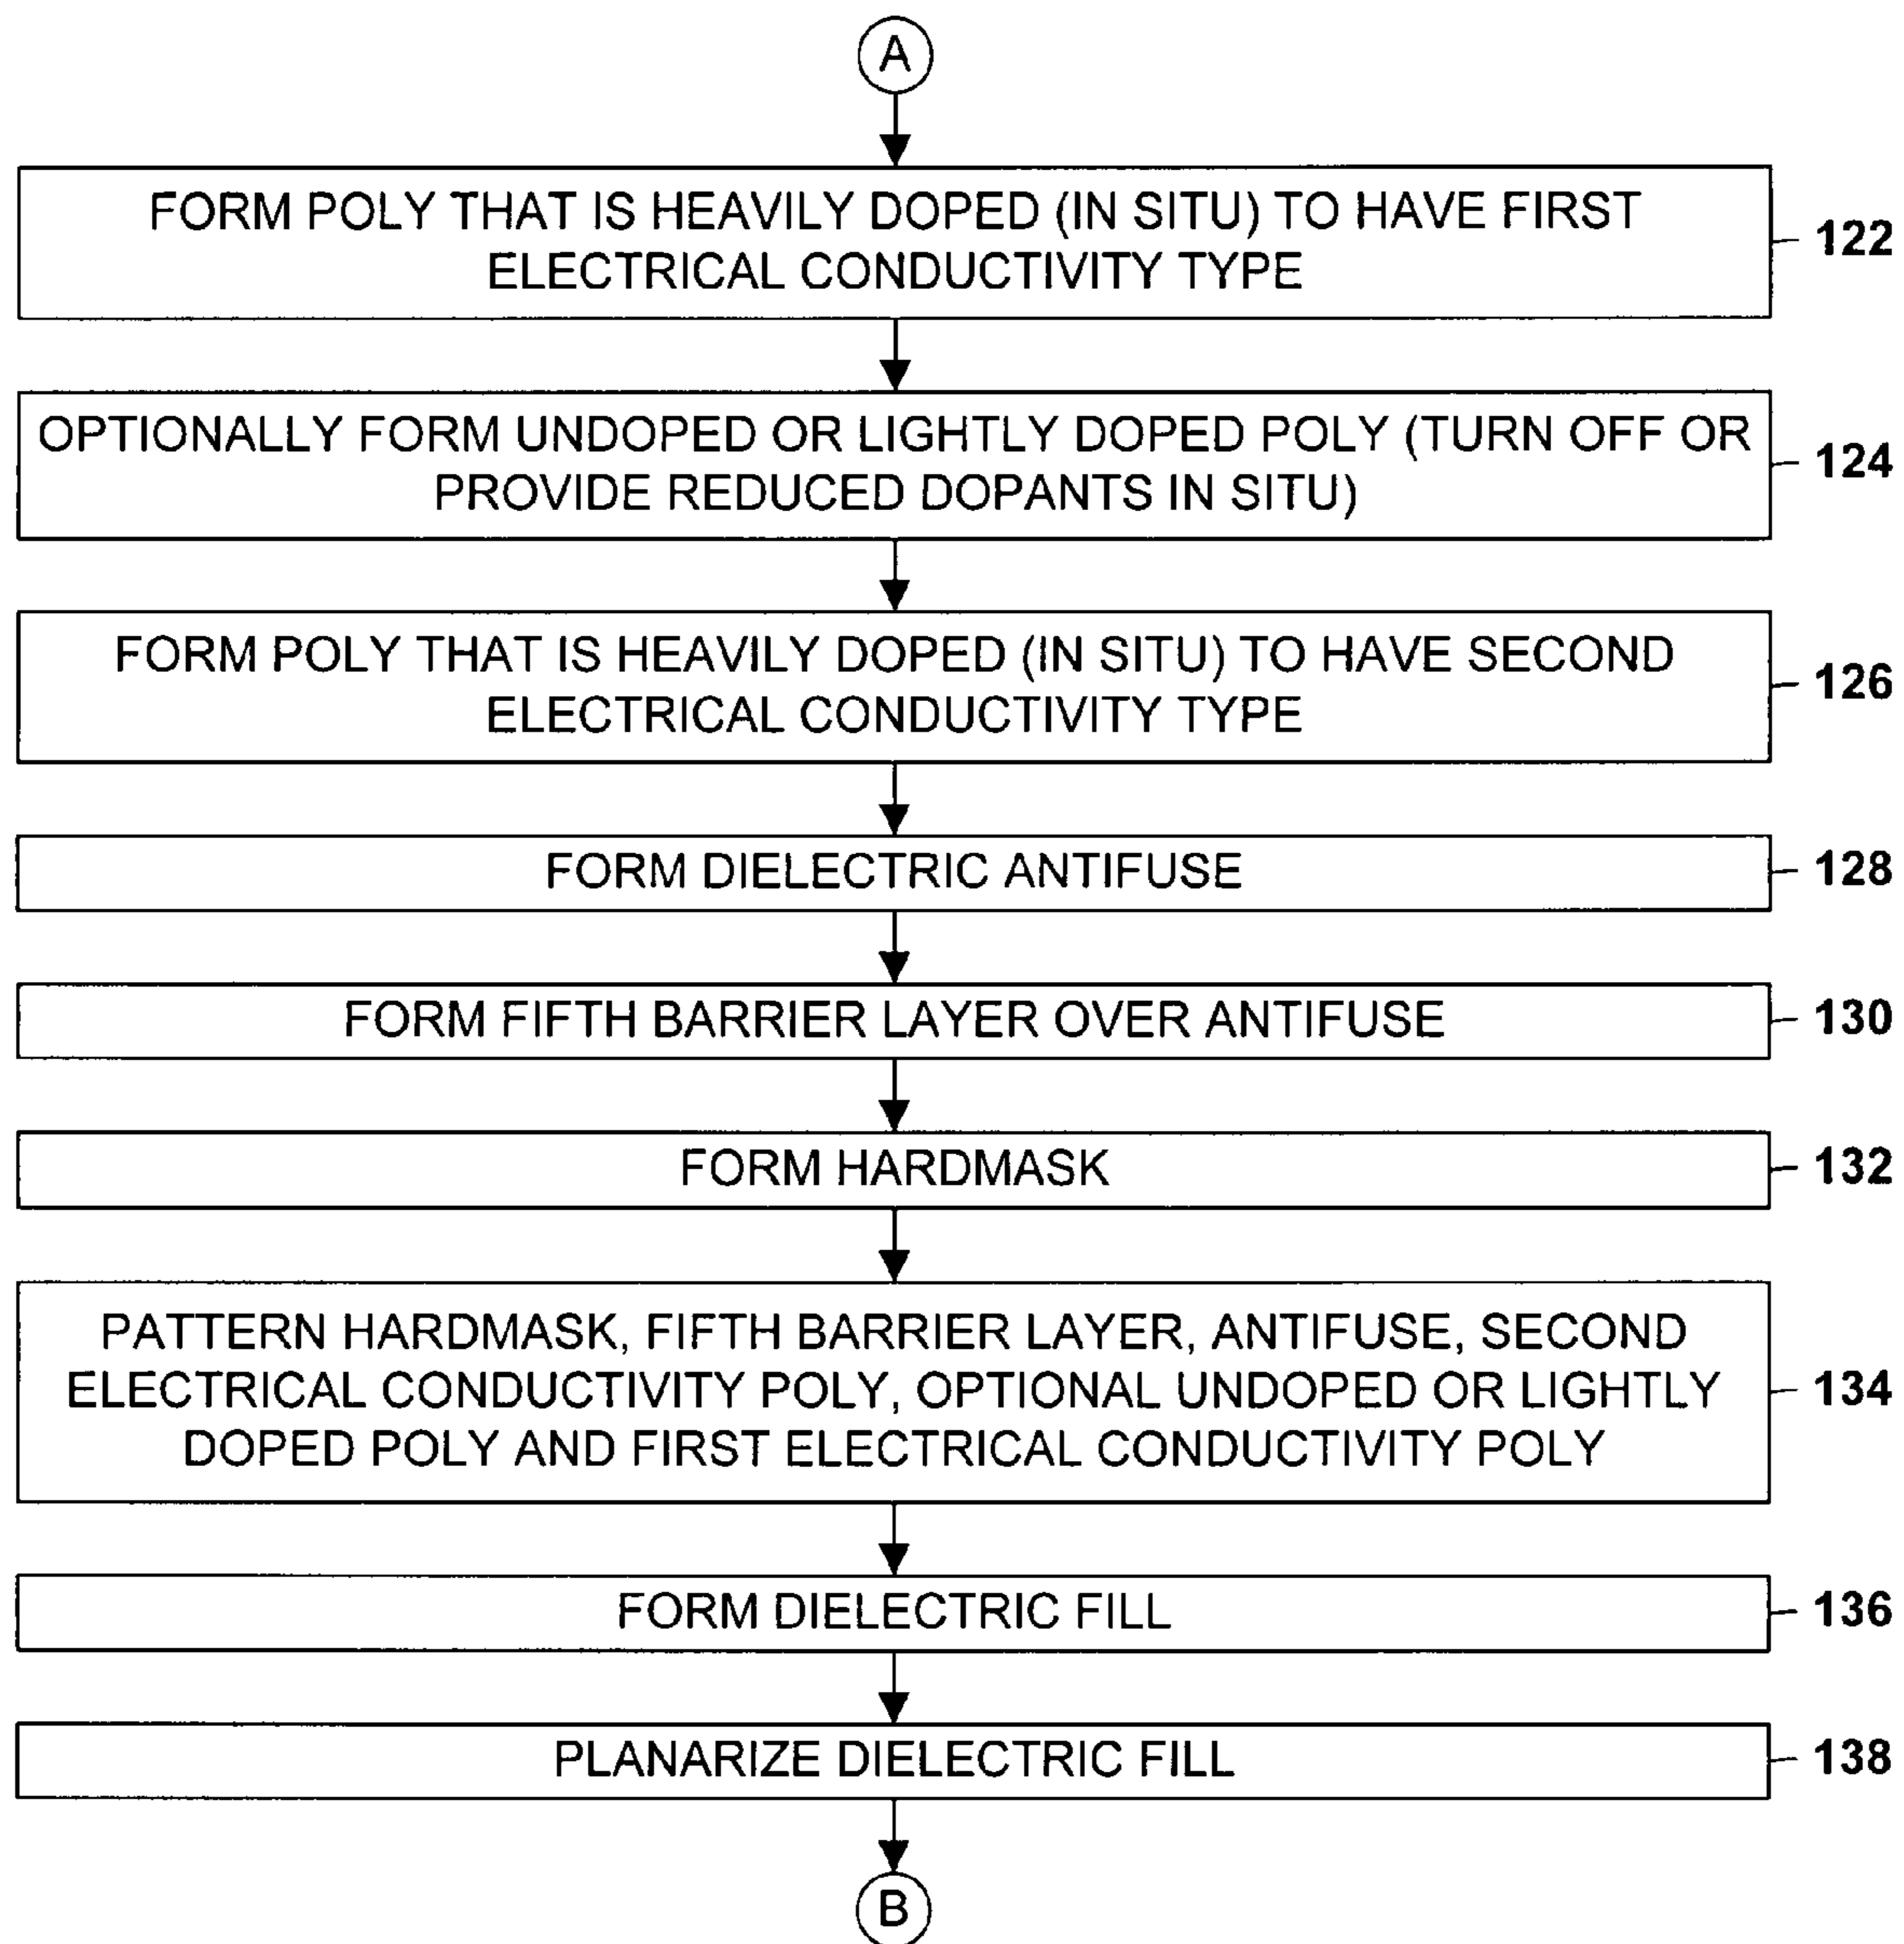 A
FORM POLY THAT IS HEAVILY DOPED (IN SITU) TO HAVE FIRST
ELECTRICAL CONDUCTIVITY TYPE
122
OPTIONALLY FORM UNDOPED OR LIGHTLY DOPED POLY (TURN OFF OR
PROVIDE REDUCED DOPANTS IN SITU)
124
FORM POLY THAT IS HEAVILY DOPED (IN SITU) TO HAVE SECOND
ELECTRICAL CONDUCTIVITY TYPE
126
FORM DIELECTRIC ANTIFUSE
128
FORM FIFTH BARRIER LAYER OVER ANTIFUSE
130
FORM HARDMASK
132
PATTERN HARDMASK, FIFTH BARRIER LAYER, ANTIFUSE, SECOND
ELECTRICAL CONDUCTIVITY POLY, OPTIONAL UNDOPED OR LIGHTLY
DOPED POLY AND FIRST ELECTRICAL CONDUCTIVITY POLY
134
FORM DIELECTRIC FILL
136
PLANARIZE DIELECTRIC FILL
138
B